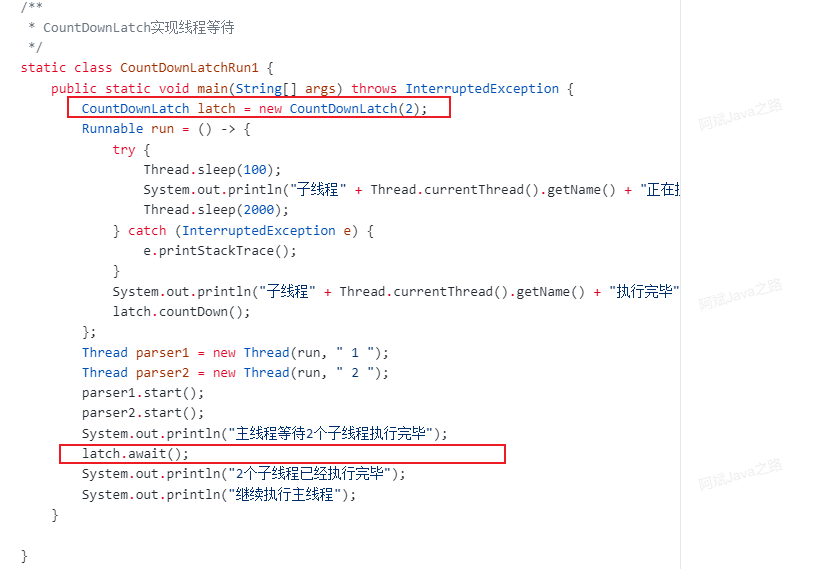 /**
 * CountDownLatch实现线程等待
 */
static class CountDownLatchRun1 {
    public static void main(String[] args) throws InterruptedException {
        CountDownLatch latch = new CountDownLatch(2);
        Runnable run = () -> {
            try {
                Thread.sleep(100);
                System.out.println("子线程" + Thread.currentThread().getName() + "正在
                Thread.sleep(2000);
            } catch (InterruptedException e) {
                e.printStackTrace();
            }
            System.out.println("子线程" + Thread.currentThread().getName() + "执行完毕"
            latch.countDown();
        };
        Thread parser1 = new Thread(run, " 1 ");
        Thread parser2 = new Thread(run, " 2 ");
        parser1.start();
        parser2.start();
        System.out.println("主线程等待2个子线程执行完毕");
        latch.await();
        System.out.println("2个子线程已经执行完毕");
        System.out.println("继续执行主线程");
    }
}
阿斌Java之路
阿斌Java之路
阿斌Java之路